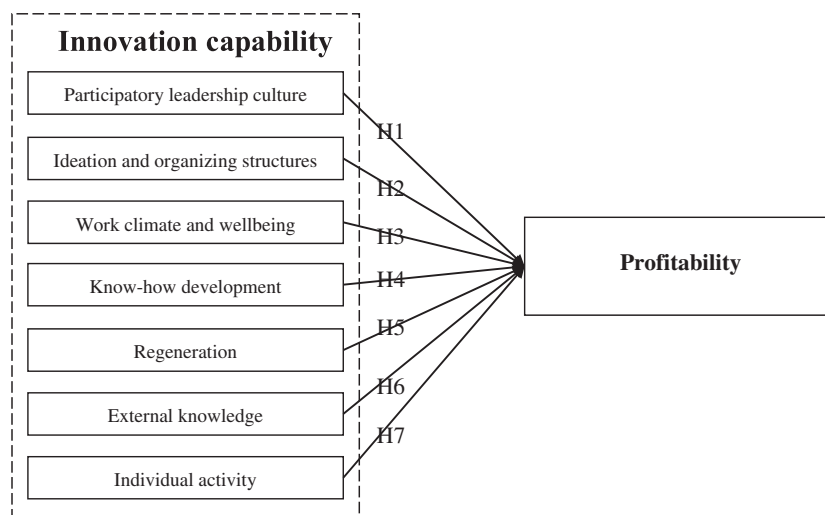 Innovation capability
Participatory leadership culture
H1
Ideation and organizing structures
H2
Work climate and wellbeing
H3
Profitability
Know-how development
H4
Regeneration
H5
External knowledge
H6
H7
Individual activity